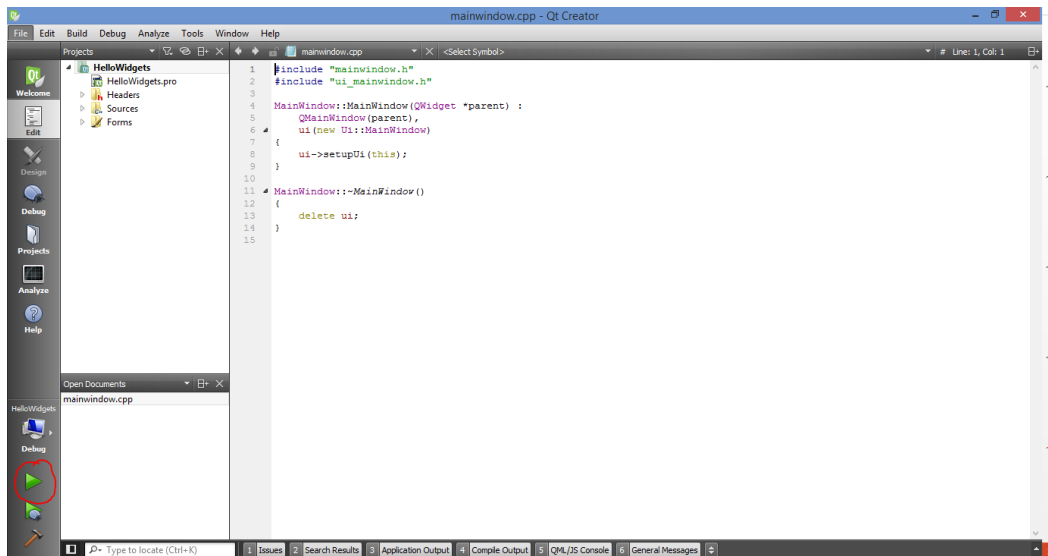 mainwindow.cpp - Qt Creator
File Edit Build Debug Analyze Tools Window Help
Projects
mainwindow.cpp
<Select Symbol>
# Line: 1, Col: 1
Welcome
Edit
Design
Debug
Projects
Analyze
Help
HelloWidgets
Debug
HelloWidgets
HelloWidgets.pro
Headers
Sources
Forms
Open Documents
mainwindow.cpp
1 #include "mainwindow.h"
2 #include "ui_mainwindow.h"
3
4 MainWindow::MainWindow(QWidget *parent) :
5     QMainWindow(parent),
6     ui(new Ui::MainWindow)
7 {
8     ui->setupUi(this);
9 }
10
11 MainWindow::~MainWindow()
12 {
13     delete ui;
14 }
15
Type to locate (Ctrl+K)
1 Issues 2 Search Results 3 Application Output 4 Compile Output 5 QML/JS Console 6 General Messages